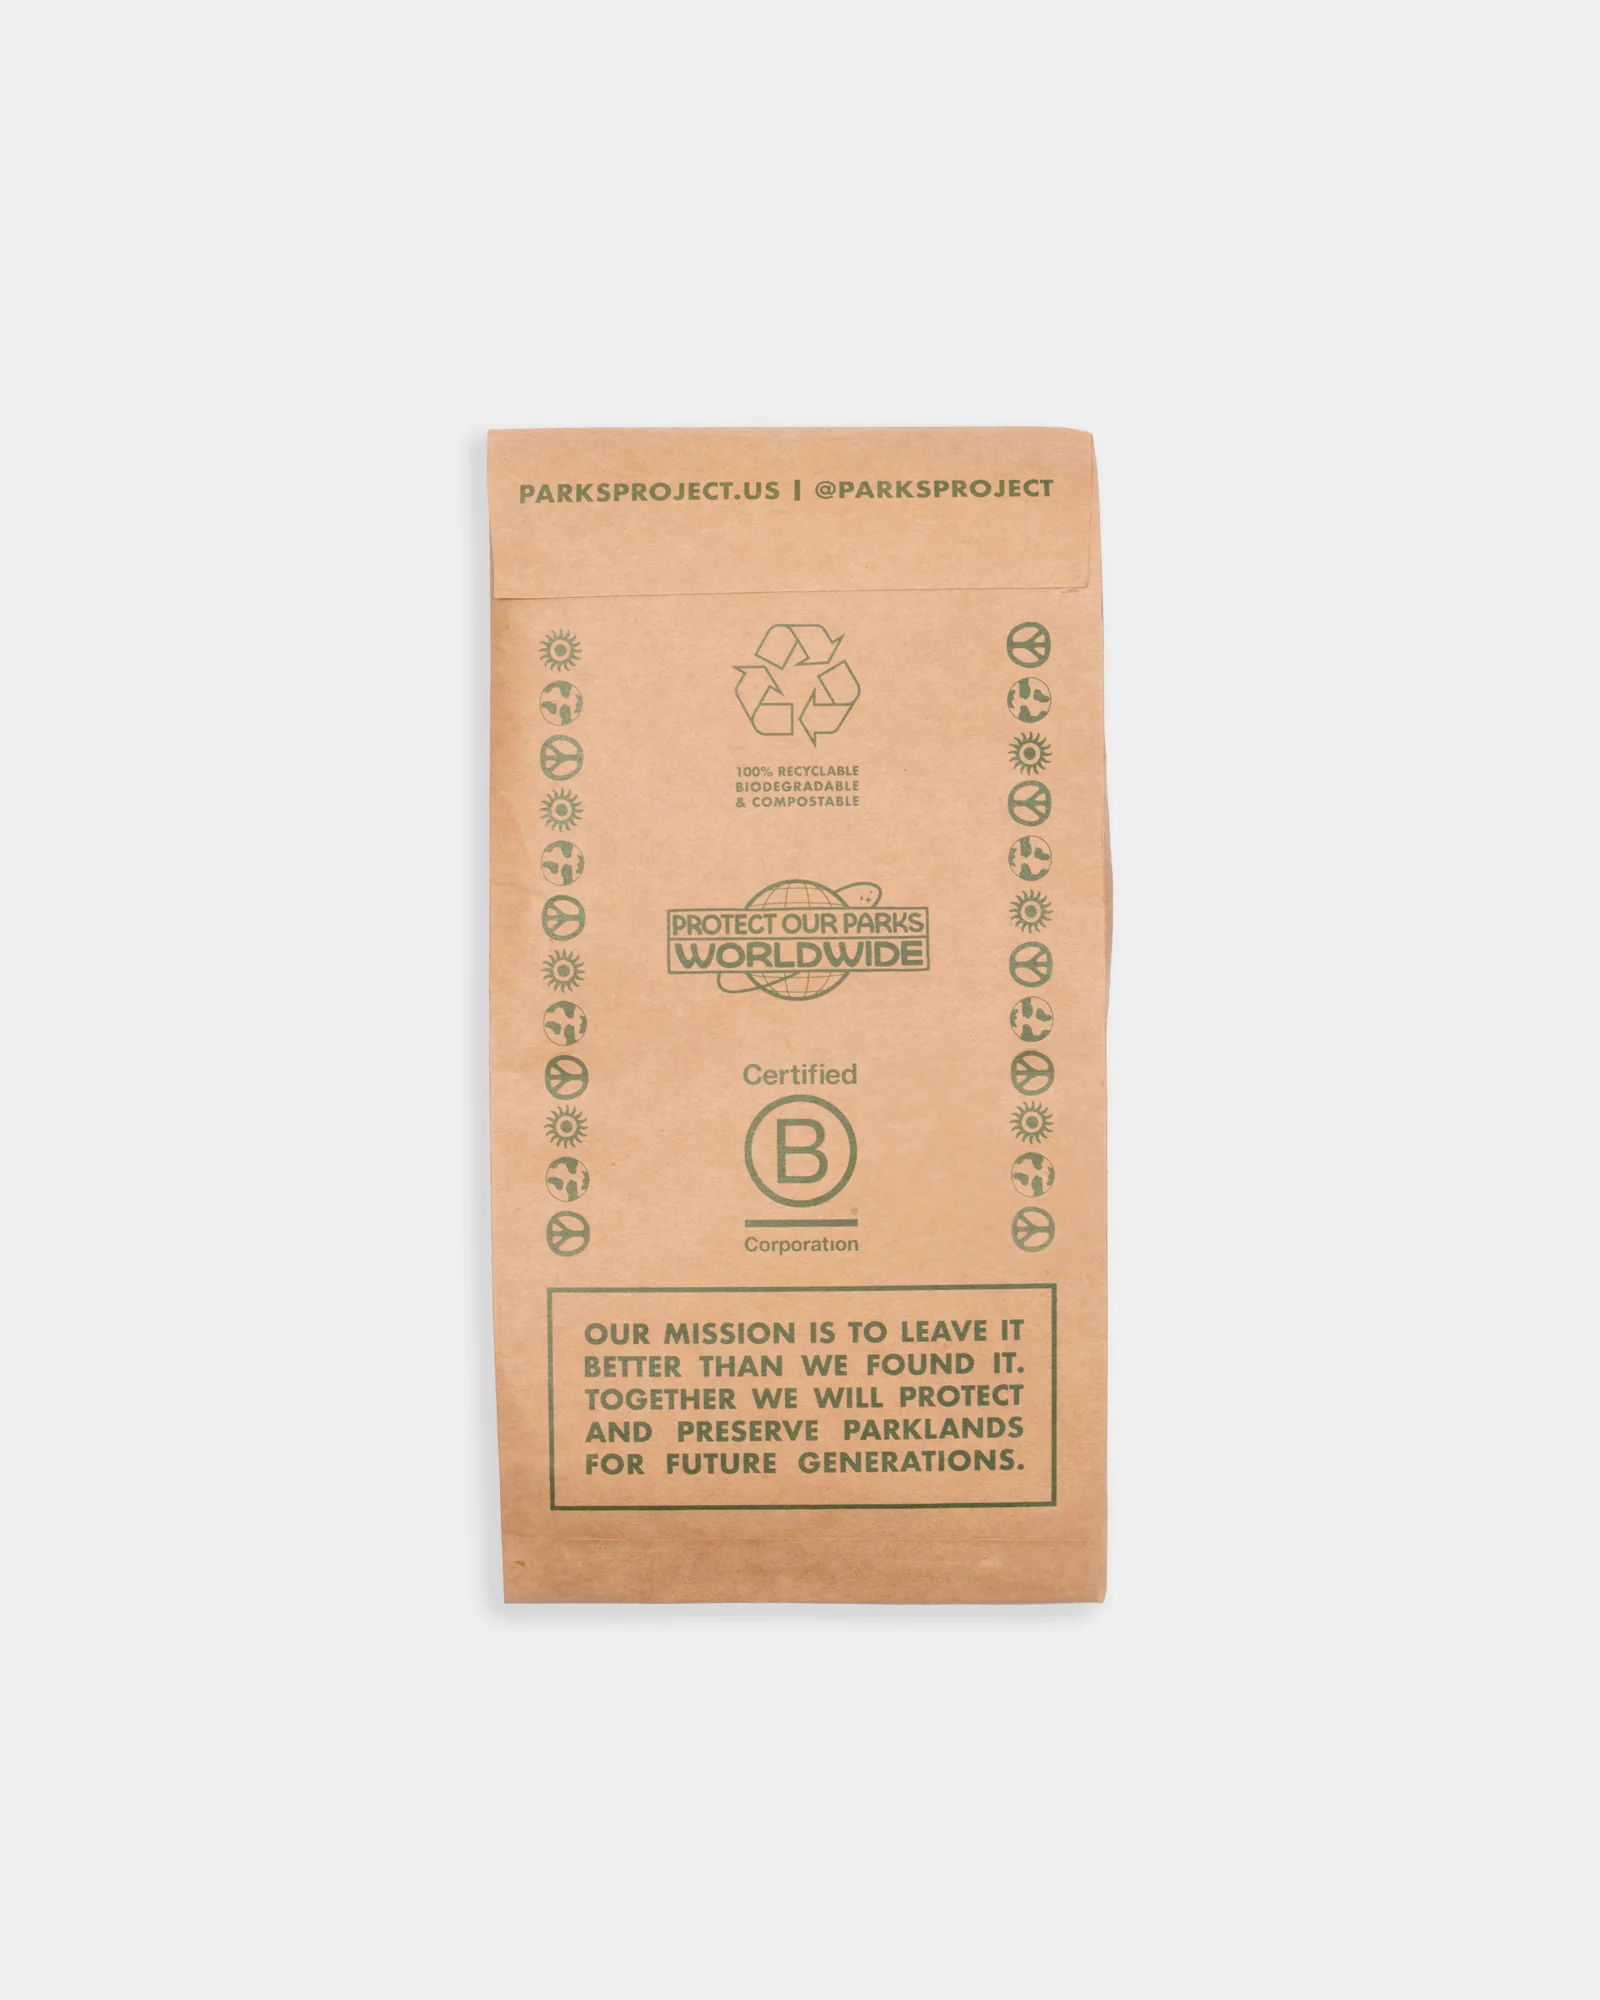 PARKSPROJECT.US | @PARKSPROJECT
100% RECYCLABLE
BIODEGRADABLE
& COMPOSTABLE
PROTECT OUR PARKS
WORLDWIDE
Certified
B
®
Corporation
OUR MISSION IS TO LEAVE IT
BETTER THAN WE FOUND IT.
TOGETHER WE WILL PROTECT
AND PRESERVE PARKLANDS
FOR FUTURE GENERATIONS.